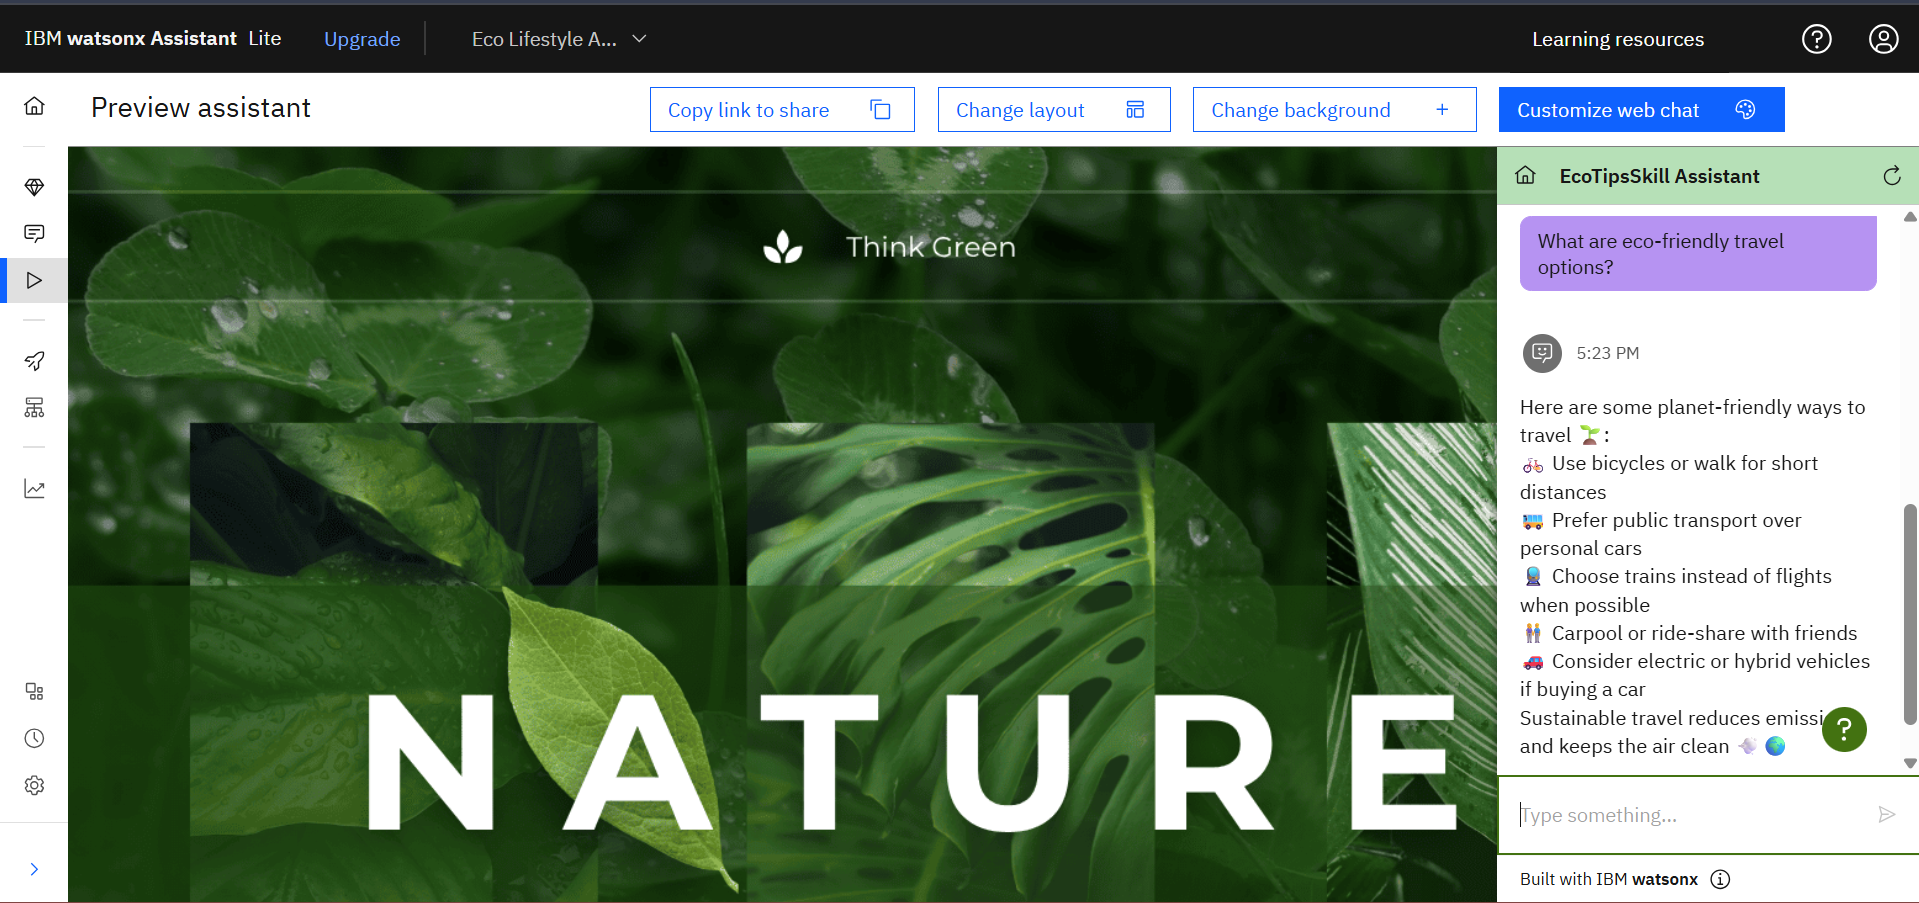 IBM watsonx Assistant Lite Upgrade Eco Lifestyle A... Learning resources
Preview assistant Copy link to share Change layout Change background + Customize web chat
EcoTipsSkill Assistant
Think Green
NATURE
What are eco-friendly travel
options?
5:23 PM
Here are some planet-friendly ways to
travel 🌱:
🚲 Use bicycles or walk for short
distances
🚌 Prefer public transport over
personal cars
🚆 Choose trains instead of flights
when possible
👬 Carpool or ride-share with friends
🚗 Consider electric or hybrid vehicles
if buying a car
Sustainable travel reduces emissi
?
and keeps the air clean 💨 🌍
Type something...
Built with IBM watsonx